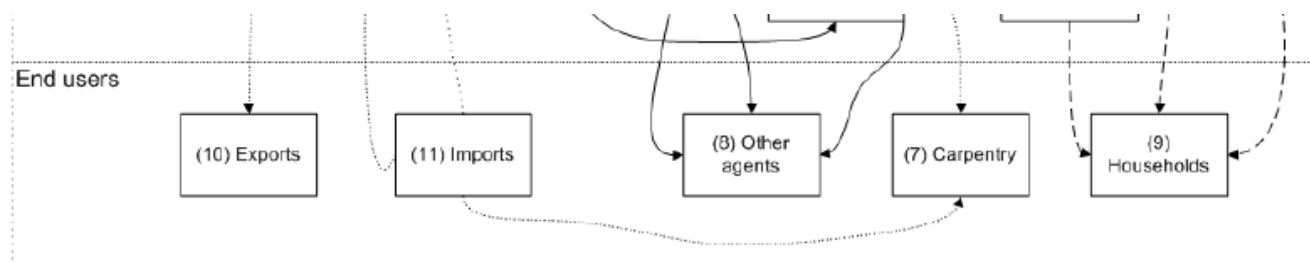 End users
(10) Exports
(11) Imports
(8) Other
agents
(7) Carpentry
(9)
Households